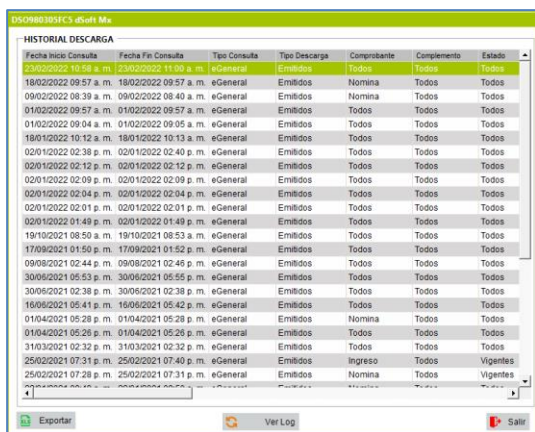 DSO980305FC5 dSoft Mx
HISTORIAL DESCARGA
Fecha Inicio Consulta Fecha Fin Consulta Tipo Consulta Tipo Descarga Comprobante Complemento Estado
23/02/2022 10:58 a. m. 23/02/2022 11:00 a. m. eGeneral Emitidos Todos Todos Todos
18/02/2022 09:57 a. m. 18/02/2022 09:57 a. m. eGeneral Emitidos Nomina Todos Todos
09/02/2022 08:39 a. m. 09/02/2022 08:40 a. m. eGeneral Emitidos Nomina Todos Todos
01/02/2022 09:57 a. m. 01/02/2022 09:57 a. m. eGeneral Emitidos Todos Todos Todos
01/02/2022 09:04 a. m. 01/02/2022 09:05 a. m. eGeneral Emitidos Todos Todos Todos
18/01/2022 10:12 a. m. 18/01/2022 10:13 a. m. eGeneral Emitidos Todos Todos Todos
02/01/2022 02:38 p. m. 02/01/2022 02:40 p. m. eGeneral Emitidos Todos Todos Todos
02/01/2022 02:12 p. m. 02/01/2022 02:12 p. m. eGeneral Emitidos Todos Todos Todos
02/01/2022 02:09 p. m. 02/01/2022 02:09 p. m. eGeneral Emitidos Todos Todos Todos
02/01/2022 02:04 p. m. 02/01/2022 02:04 p. m. eGeneral Emitidos Todos Todos Todos
02/01/2022 02:01 p. m. 02/01/2022 02:01 p. m. eGeneral Emitidos Todos Todos Todos
02/01/2022 01:49 p. m. 02/01/2022 01:49 p. m. eGeneral Emitidos Todos Todos Todos
19/10/2021 08:50 a. m. 19/10/2021 08:53 a. m. eGeneral Emitidos Todos Todos Todos
17/09/2021 01:50 p. m. 17/09/2021 01:52 p. m. eGeneral Emitidos Todos Todos Todos
09/08/2021 02:44 p. m. 09/08/2021 02:46 p. m. eGeneral Emitidos Todos Todos Todos
30/06/2021 05:53 p. m. 30/06/2021 05:55 p. m. eGeneral Emitidos Todos Todos Todos
30/06/2021 02:38 p. m. 30/06/2021 02:38 p. m. eGeneral Emitidos Todos Todos Todos
16/06/2021 05:41 p. m. 16/06/2021 05:42 p. m. eGeneral Emitidos Todos Todos Todos
01/04/2021 05:28 p. m. 01/04/2021 05:28 p. m. eGeneral Emitidos Nomina Todos Todos
01/04/2021 05:26 p. m. 01/04/2021 05:26 p. m. eGeneral Emitidos Todos Todos Todos
31/03/2021 02:32 p. m. 31/03/2021 02:32 p. m. eGeneral Emitidos Todos Todos Todos
25/02/2021 07:31 p. m. 25/02/2021 07:40 p. m. eGeneral Emitidos Ingreso Todos Vigentes
25/02/2021 07:28 p. m. 25/02/2021 07:31 p. m. eGeneral Emitidos Nomina Todos Vigentes
Exportar Ver Log Salir